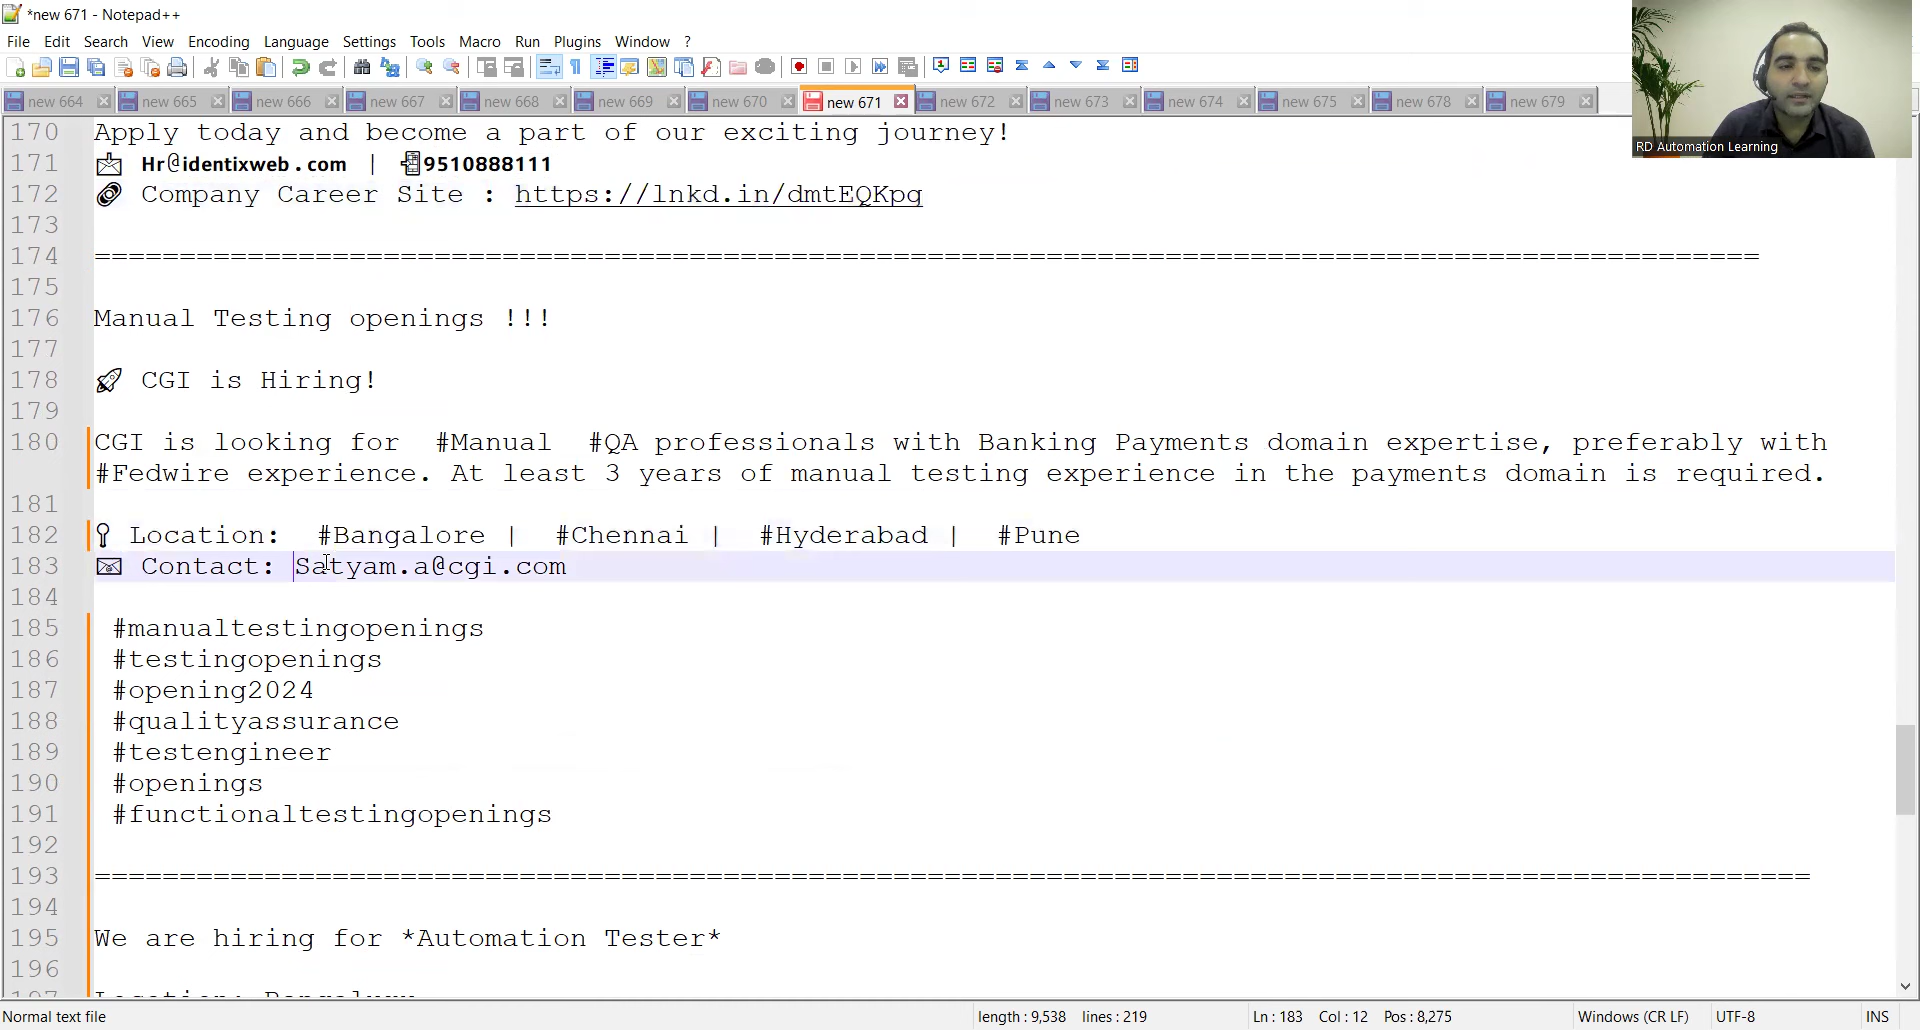 *new 671 - Notepad++
File Edit Search View Encoding Language Settings Tools Macro Run Plugins Window ?
new 664 new 665 new 666 new 667 new 668 new 669 new 670 new 671 new 672 new 673 new 674 new 675 new 678 new 679
RD Automation Learning
170 Apply today and become a part of our exciting journey!
171 📩 Hr@identixweb.com | 📲9510888111
172 🔗 Company Career Site : https://lnkd.in/dmtEQKpq
173
174 ==================================================================================================
175
176 Manual Testing openings !!!
177
178 🚀 CGI is Hiring!
179
180 CGI is looking for #Manual #QA professionals with Banking Payments domain expertise, preferably with
#Fedwire experience. At least 3 years of manual testing experience in the payments domain is required.
181
182 📍 Location: #Bangalore | #Chennai | #Hyderabad | #Pune
183 ✉ Contact: Satyam.a@cgi.com
184
185 #manualtestingopenings
186 #testingopenings
187 #opening2024
188 #qualityassurance
189 #testengineer
190 #openings
191 #functionaltestingopenings
192
193 =====================================================================================================
194
195 We are hiring for *Automation Tester*
196
Normal text file length : 9,538 lines : 219 Ln : 183 Col : 12 Pos : 8,275 Windows (CR LF) UTF-8 INS